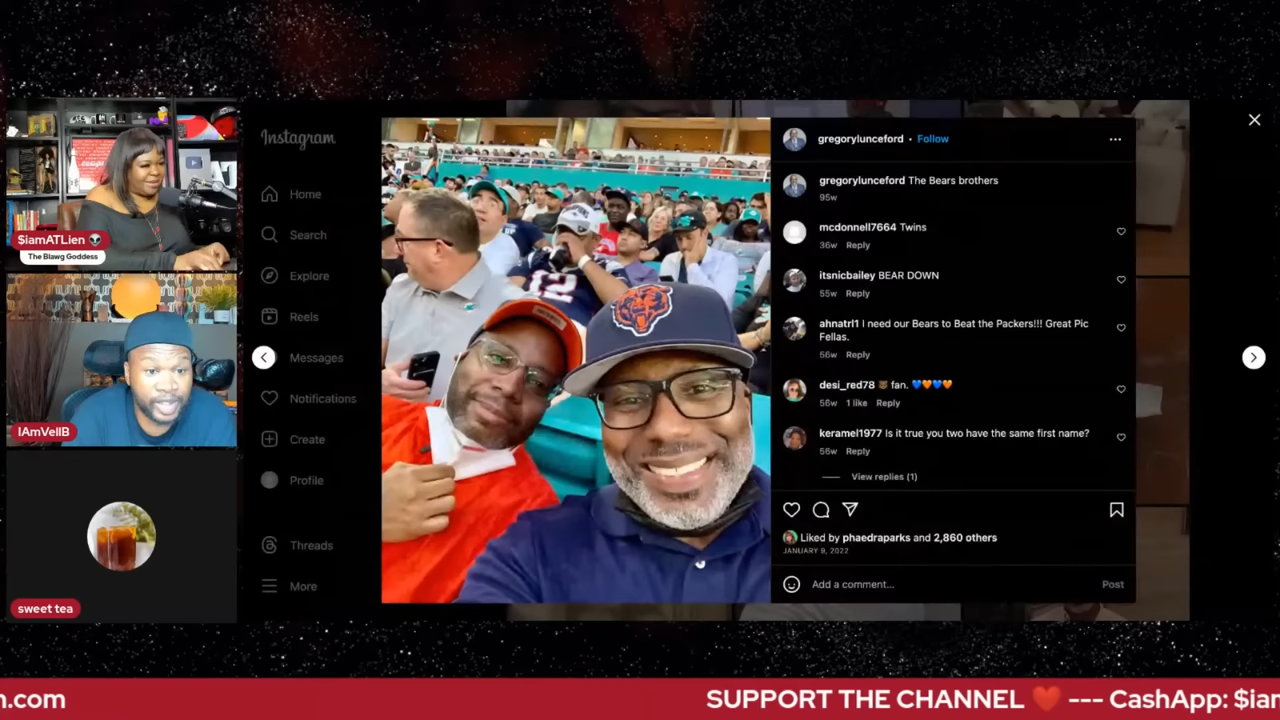 $iamATLien
The Blawg Goddess
IAmVellB
sweet tea
Instagram
Home
Search
Explore
Reels
Messages
Notifications
Create
Profile
Threads
More
12
gregorylunceford • Follow
gregorylunceford The Bears brothers
95w
mcdonnell7664 Twins
36w Reply
itsnicbailey BEAR DOWN
55w Reply
ahnatrl1 I need our Bears to Beat the Packers!!! Great Pic
Fellas.
56w Reply
desi_red78 🐻 fan. 💙🧡💙🧡
56w 1 like Reply
keramel1977 Is it true you two have the same first name?
56w Reply
View replies (1)
Liked by phaedraparks and 2,860 others
JANUARY 9, 2022
Add a comment...
Post
n.com
SUPPORT THE CHANNEL ❤️ --- CashApp: $iam